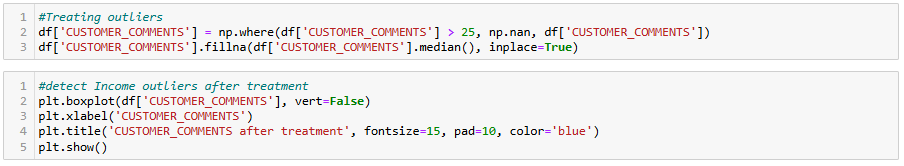 1 #Treating outliers
2 df['CUSTOMER_COMMENTS'] = np.where(df['CUSTOMER_COMMENTS'] > 25, np.nan, df['CUSTOMER_COMMENTS'])
3 df['CUSTOMER_COMMENTS'].fillna(df['CUSTOMER_COMMENTS'].median(), inplace=True)
1 #detect Income outliers after treatment
2 plt.boxplot(df['CUSTOMER_COMMENTS'], vert=False)
3 plt.xlabel('CUSTOMER_COMMENTS')
4 plt.title('CUSTOMER_COMMENTS after treatment', fontsize=15, pad=10, color='blue')
5 plt.show()